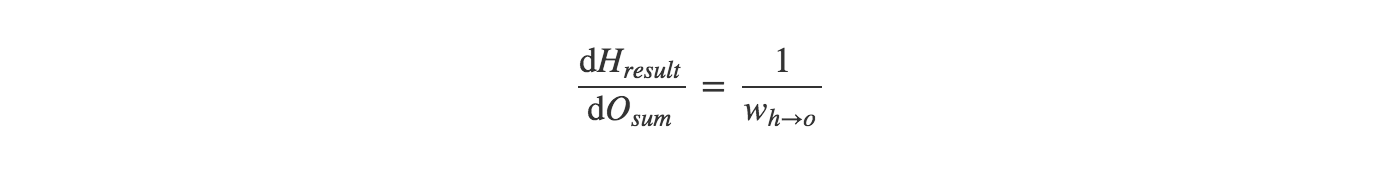 dH_result / dO_sum = 1 / w_h→o